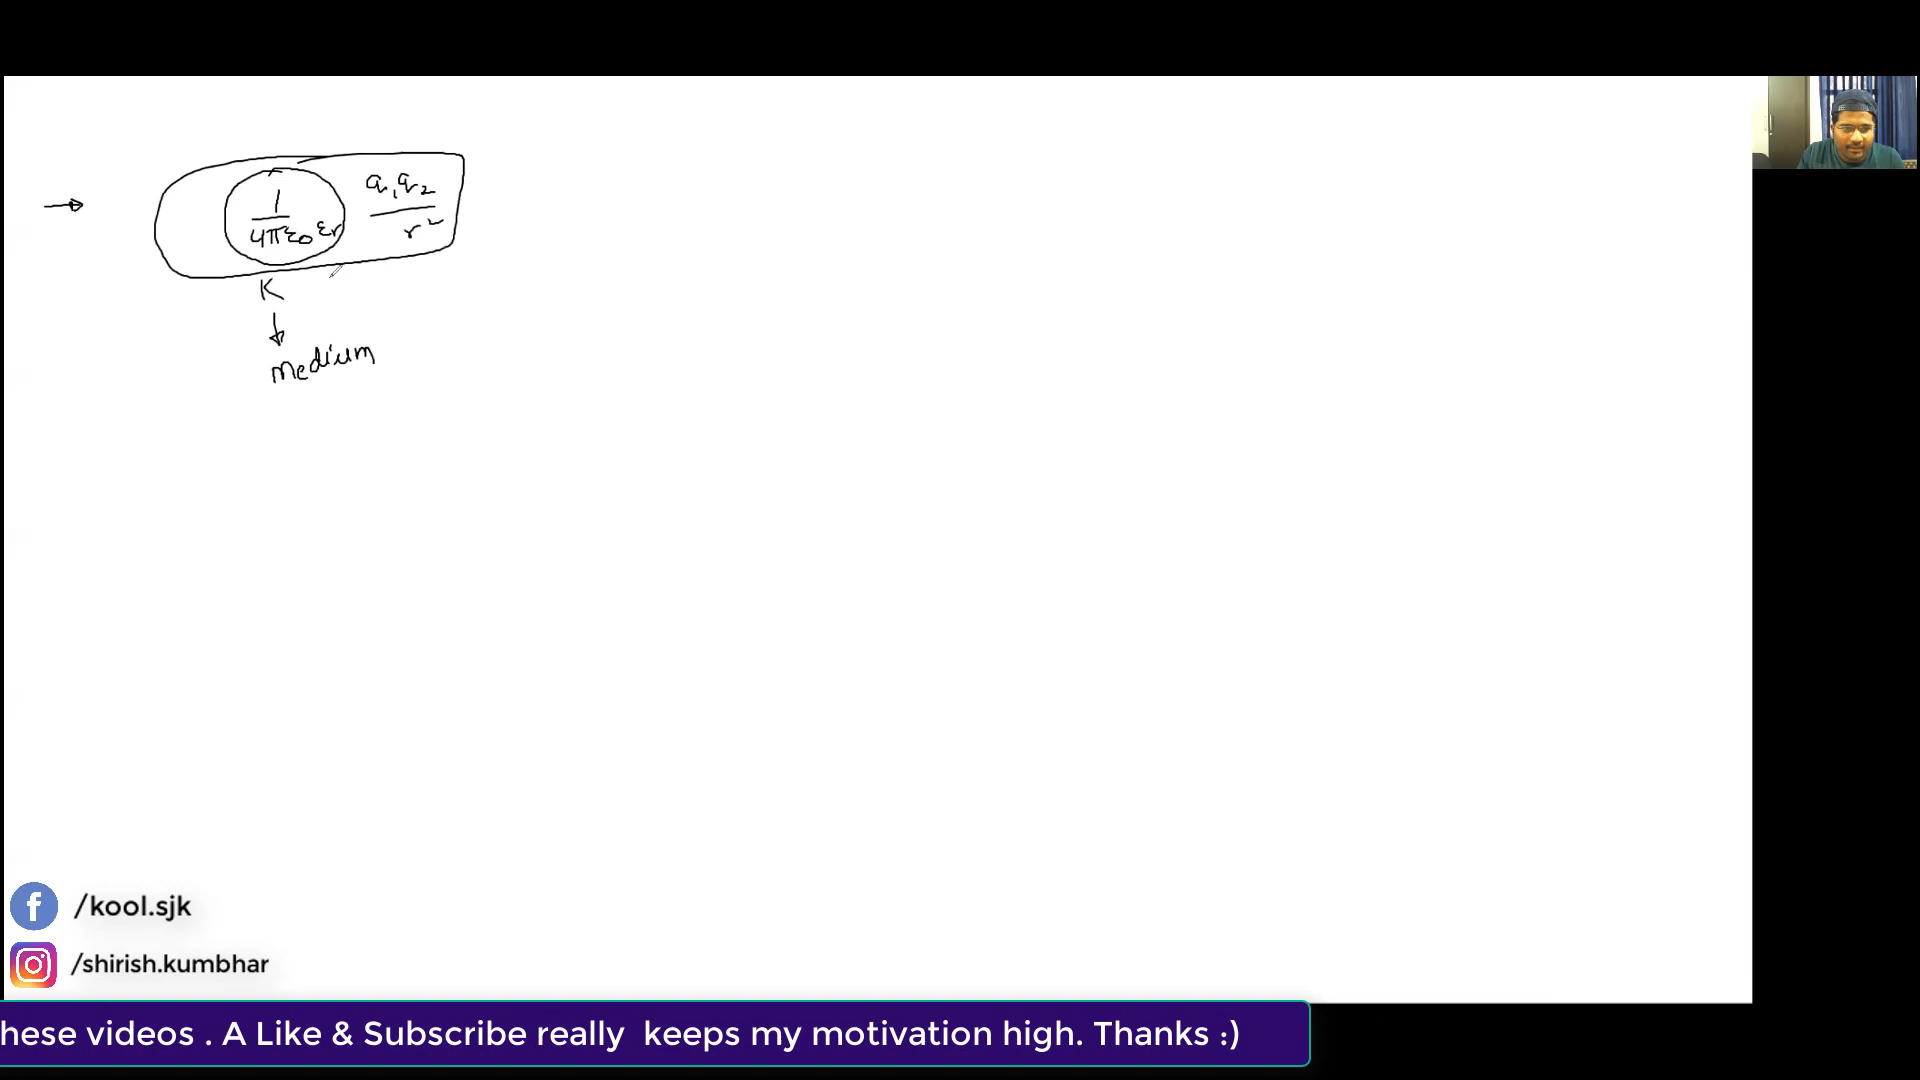 → 1/4πε₀εr q₁q₂/r²
K
↓
medium
/kool.sjk
/shirish.kumbhar
hese videos . A Like & Subscribe really keeps my motivation high. Thanks :)